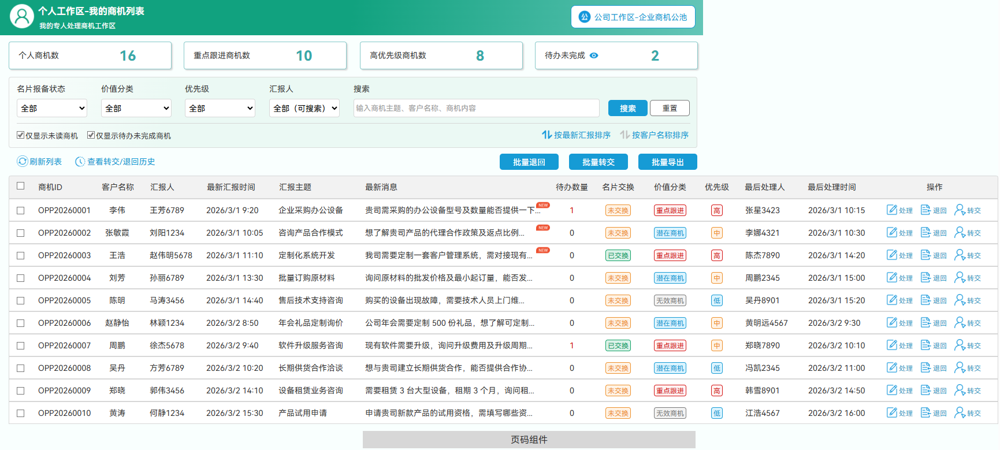 个人工作区-我的商机列表
我的专人处理商机工作区
公 公司工作区-企业商机公池
个人商机数 16 重点跟进商机数 10 高优先级商机数 8 待办未完成 2
名片报备状态 价值分类 优先级 汇报人 搜索
全部 全部 全部 全部（可搜索） 输入商机主题、客户名称、商机内容 搜索 重置
仅显示未读商机 仅显示待办未完成商机 按最新汇报排序 按客户名称排序
刷新列表 查看转交/退回历史 批量退回 批量转交 批量导出
商机ID 客户名称 汇报人 最新汇报时间 汇报主题 最新消息 待办数量 名片交换 价值分类 优先级 最后处理人 最后处理时间 操作
OPP20260001 李伟 王芳6789 2026/3/1 9:20 企业采购办公设备 贵司需采购的办公设备型号及数量能否提供一下... NEW 1 未交换 重点跟进 高 张星3423 2026/3/1 10:15 处理 退回 转交
OPP20260002 张敏霞 刘阳1234 2026/3/1 10:05 咨询产品合作模式 想了解贵司产品的代理合作政策及返点比例... NEW 0 未交换 潜在商机 中 李娜4321 2026/3/1 10:30 处理 退回 转交
OPP20260003 王浩 赵伟明5678 2026/3/1 11:10 定制化系统开发 我司需要定制一套客户管理系统，需对接现有... NEW 0 已交换 重点跟进 高 陈杰7890 2026/3/1 14:20 处理 退回 转交
OPP20260004 刘芳 孙丽6789 2026/3/1 13:30 批量订购原材料 询问原材料的批发价格及最小起订量，能否发... 0 未交换 潜在商机 中 周鹏2345 2026/3/1 15:00 处理 退回 转交
OPP20260005 陈明 马涛3456 2026/3/1 14:40 售后技术支持咨询 购买的设备出现故障，需要技术人员上门维... 0 未交换 无效商机 低 吴丹8901 2026/3/1 15:20 处理 退回 转交
OPP20260006 赵静怡 林颖1234 2026/3/2 8:50 年会礼品定制询价 公司年会需要定制 500 份礼品，想了解可定制... 0 未交换 潜在商机 中 黄明远4567 2026/3/2 9:30 处理 退回 转交
OPP20260007 周鹏 徐杰5678 2026/3/2 9:40 软件升级服务咨询 现有软件需要升级，询问升级费用及升级周期... 1 已交换 重点跟进 中 郑晓7890 2026/3/2 10:10 处理 退回 转交
OPP20260008 吴丹 方芳6789 2026/3/2 10:20 长期供货合作洽谈 想与贵司建立长期供货合作，能否提供合作协... 0 未交换 潜在商机 低 冯凯2345 2026/3/2 11:00 处理 退回 转交
OPP20260009 郑晓 郭伟3456 2026/3/2 14:10 设备租赁业务咨询 需要租赁 3 台大型设备，租期 3 个月，询问租... 0 未交换 重点跟进 高 韩雪8901 2026/3/2 14:50 处理 退回 转交
OPP20260010 黄涛 何静1234 2026/3/2 15:30 产品试用申请 申请贵司新款产品的试用资格，需填写哪些资... 0 未交换 无效商机 低 江浩4567 2026/3/2 16:00 处理 退回 转交
页码组件